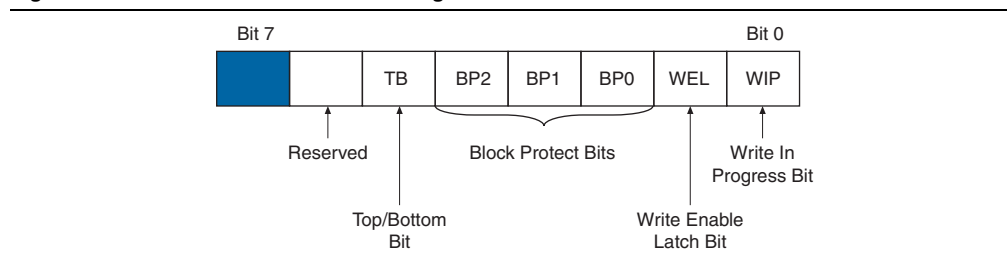 Bit 7 Bit 0
TB BP2 BP1 BP0 WEL WIP
Reserved Block Protect Bits Write In
Progress Bit
Top/Bottom Write Enable
Bit Latch Bit